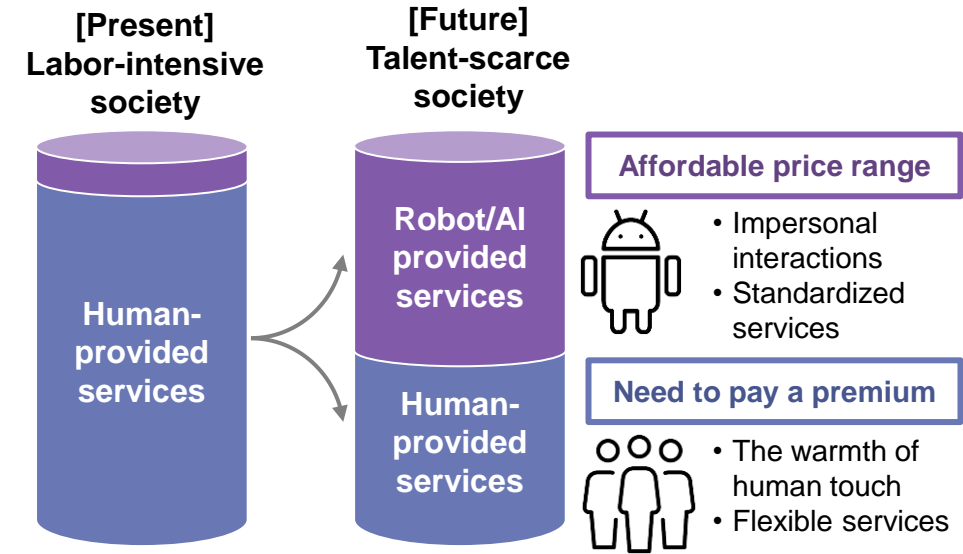 [Present]
Labor-intensive
society
[Future]
Talent-scarce
society
Human-
provided
services
Robot/AI
provided
services
Human-
provided
services
Affordable price range
• Impersonal
interactions
• Standardized
services
Need to pay a premium
• The warmth of
human touch
• Flexible services